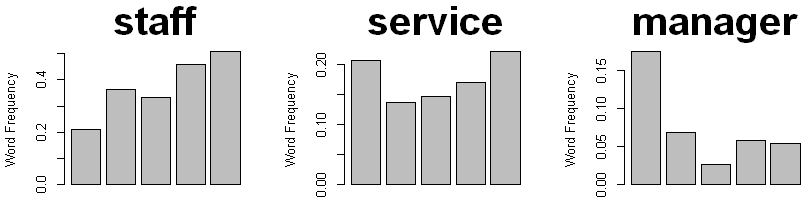 staff
Word Frequency
0.0
0.2
0.4
service
Word Frequency
0.00
0.10
0.20
manager
Word Frequency
0.00
0.05
0.10
0.15